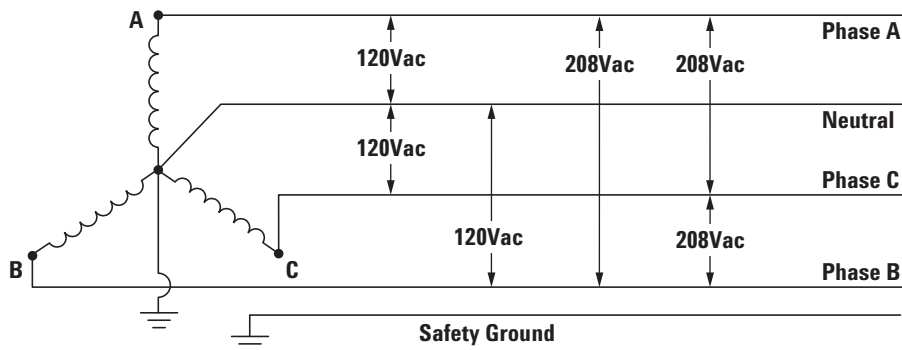 A
Phase A
120Vac
208Vac
208Vac
Neutral
120Vac
Phase C
120Vac
208Vac
B
C
Phase B
Safety Ground